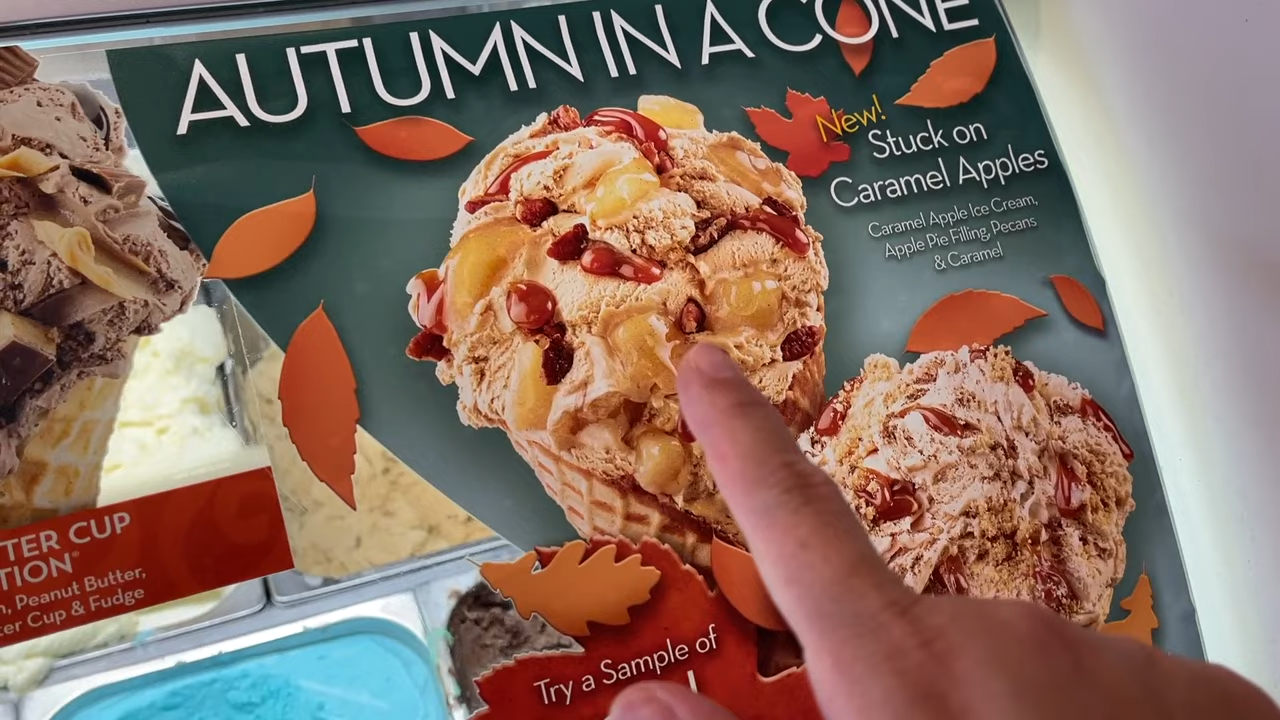 AUTUMN IN A CONE
New!
Stuck on
Caramel Apples
Caramel Apple Ice Cream,
Apple Pie Filling, Pecans
& Caramel
TER CUP
TION®
, Peanut Butter,
ter Cup & Fudge
Try a Sample of